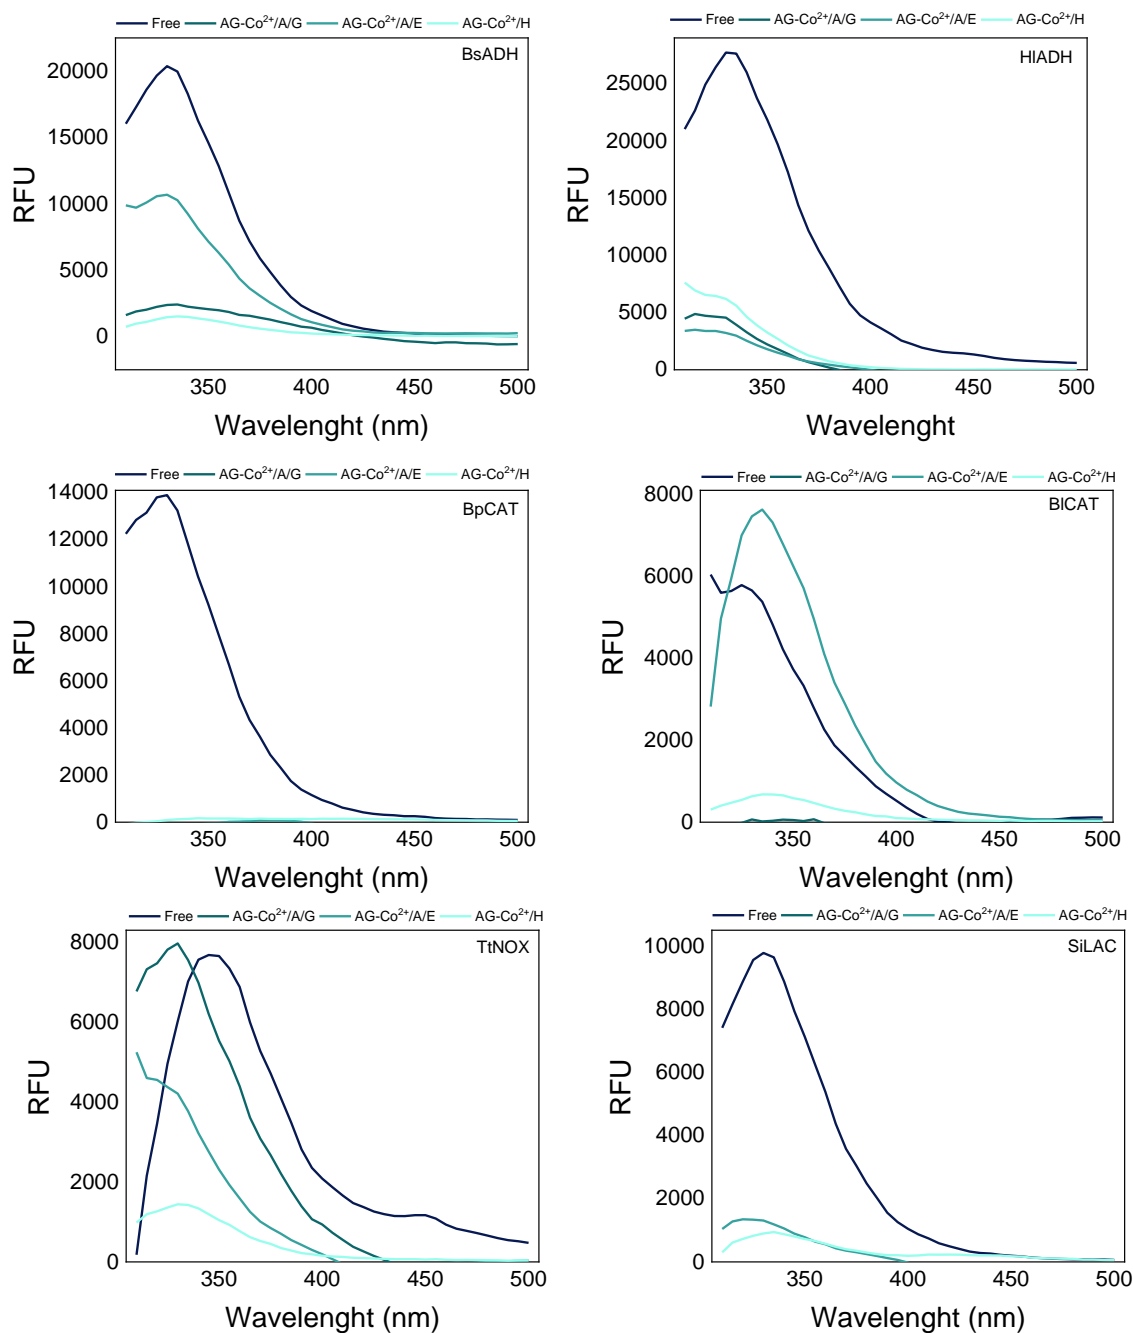 Free AG-Co²⁺/A/G AG-Co²⁺/A/E AG-Co²⁺/H
BsADH
20000
15000
10000
5000
0
RFU
350 400 450 500
Wavelenght (nm)
Free AG-Co²⁺/A/G AG-Co²⁺/A/E AG-Co²⁺/H
HIADH
25000
20000
15000
10000
5000
0
RFU
350 400 450 500
Wavelenght
Free AG-Co²⁺/A/G AG-Co²⁺/A/E AG-Co²⁺/H
BpCAT
14000
12000
10000
8000
6000
4000
2000
0
RFU
350 400 450 500
Wavelenght (nm)
Free AG-Co²⁺/A/G AG-Co²⁺/A/E AG-Co²⁺/H
BICAT
8000
6000
4000
2000
0
RFU
350 400 450 500
Wavelenght (nm)
Free AG-Co²⁺/A/G AG-Co²⁺/A/E AG-Co²⁺/H
TtNOX
8000
6000
4000
2000
0
RFU
350 400 450 500
Wavelenght (nm)
Free AG-Co²⁺/A/G AG-Co²⁺/A/E AG-Co²⁺/H
SiLAC
10000
8000
6000
4000
2000
0
RFU
350 400 450 500
Wavelenght (nm)